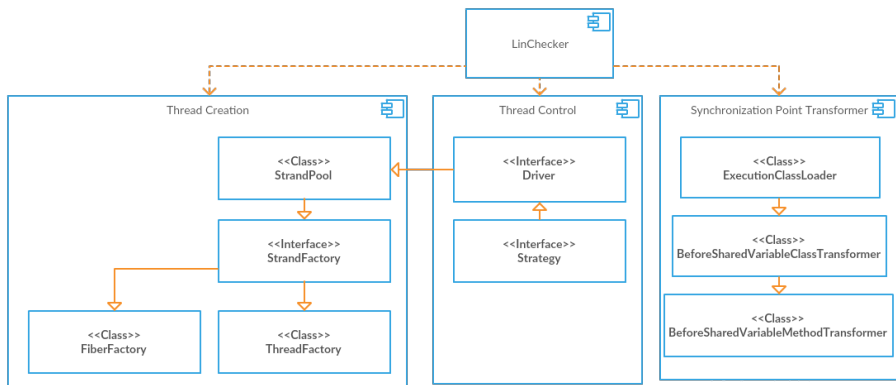 LinChecker
Thread Creation
<<Class>>
StrandPool
<<Interface>>
StrandFactory
<<Class>>
FiberFactory
<<Class>>
ThreadFactory
Thread Control
<<Interface>>
Driver
<<Interface>>
Strategy
Synchronization Point Transformer
<<Class>>
ExecutionClassLoader
<<Class>>
BeforeSharedVariableClassTransformer
<<Class>>
BeforeSharedVariableMethodTransformer